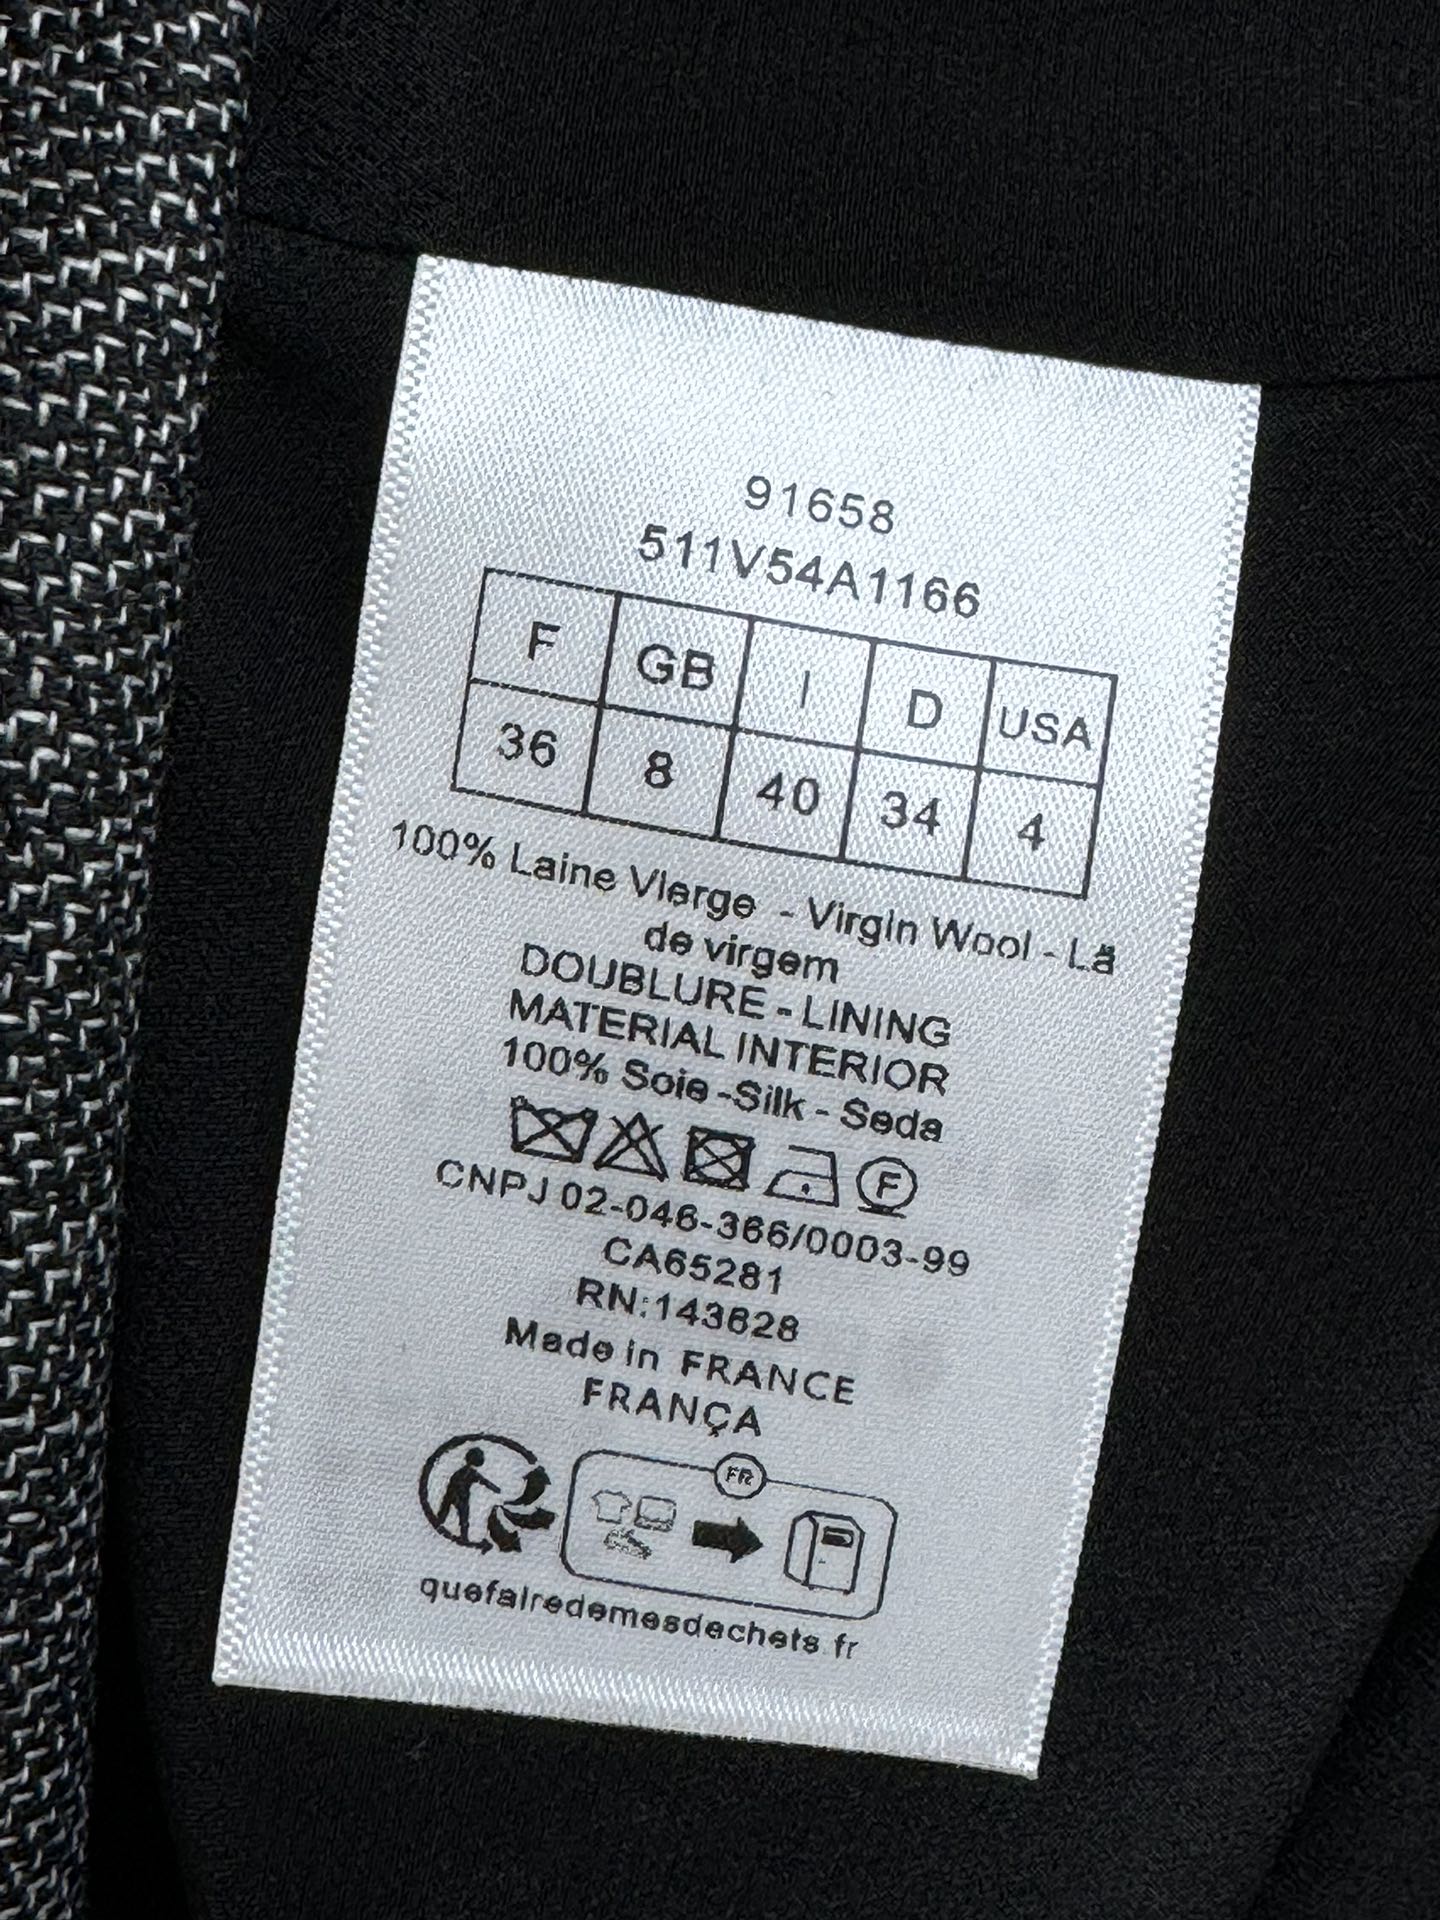 91658
511V54A1166
F GB I D USA
36 8 40 34 4
100% Laine Vierge - Virgin Wool - Lã
de virgem
DOUBLURE - LINING
MATERIAL INTERIOR
100% Soie -Silk - Seda
F
CNPJ 02-046-366/0003-99
CA65281
RN:143628
Made in FRANCE
FRANÇA
FR
quefairedemesdechets.fr